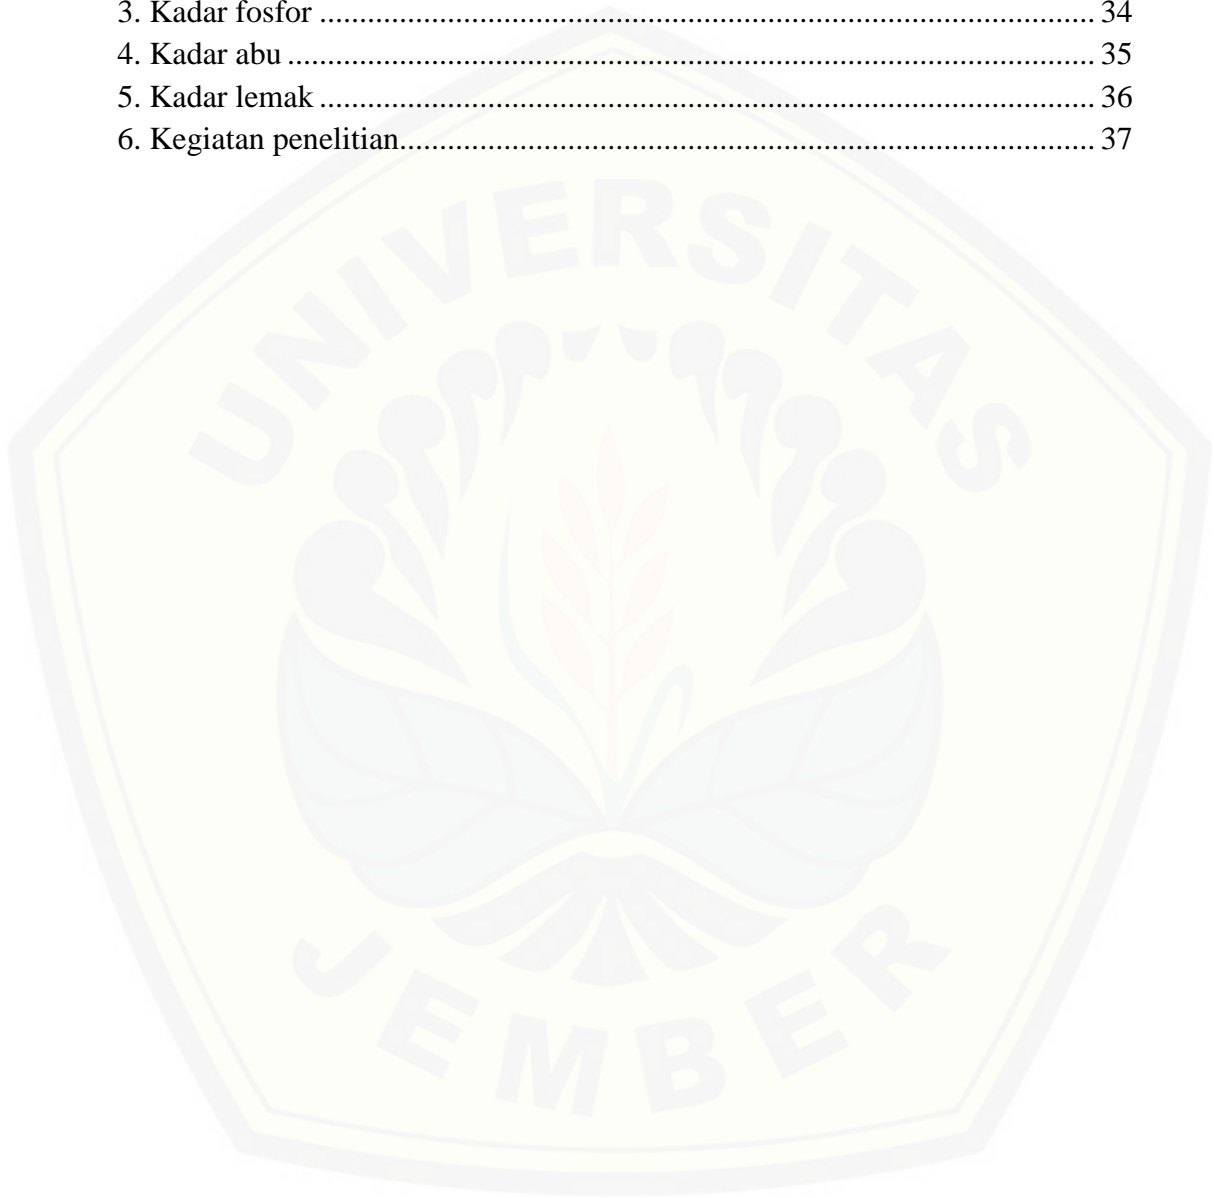 3. Kadar fosfor ................................................................................................. 34
4. Kadar abu ..................................................................................................... 35
5. Kadar lemak ................................................................................................. 36
6. Kegiatan penelitian....................................................................................... 37
UNIVERSITAS
JEMBER